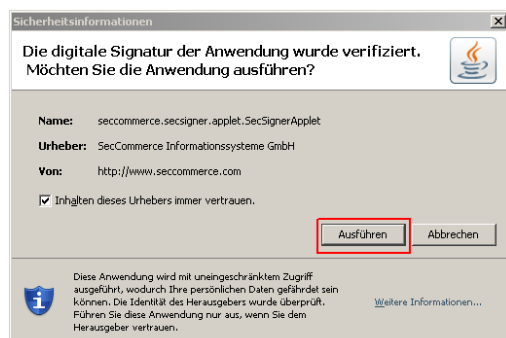 Sicherheitsinformationen
Die digitale Signatur der Anwendung wurde verifiziert.
Möchten Sie die Anwendung ausführen?
Name: seccommerce.secsigner.applet.SecSignerApplet
Urheber: SecCommerce Informationssysteme GmbH
Von: http://www.seccommerce.com
Inhalten dieses Urhebers immer vertrauen.
Ausführen Abbrechen
Diese Anwendung wird mit uneingeschränktem Zugriff
ausgeführt, wodurch Ihre persönlichen Daten gefährdet sein
können. Die Identität des Herausgebers wurde überprüft.
Führen Sie diese Anwendung nur aus, wenn Sie dem
Herausgeber vertrauen.
Weitere Informationen...